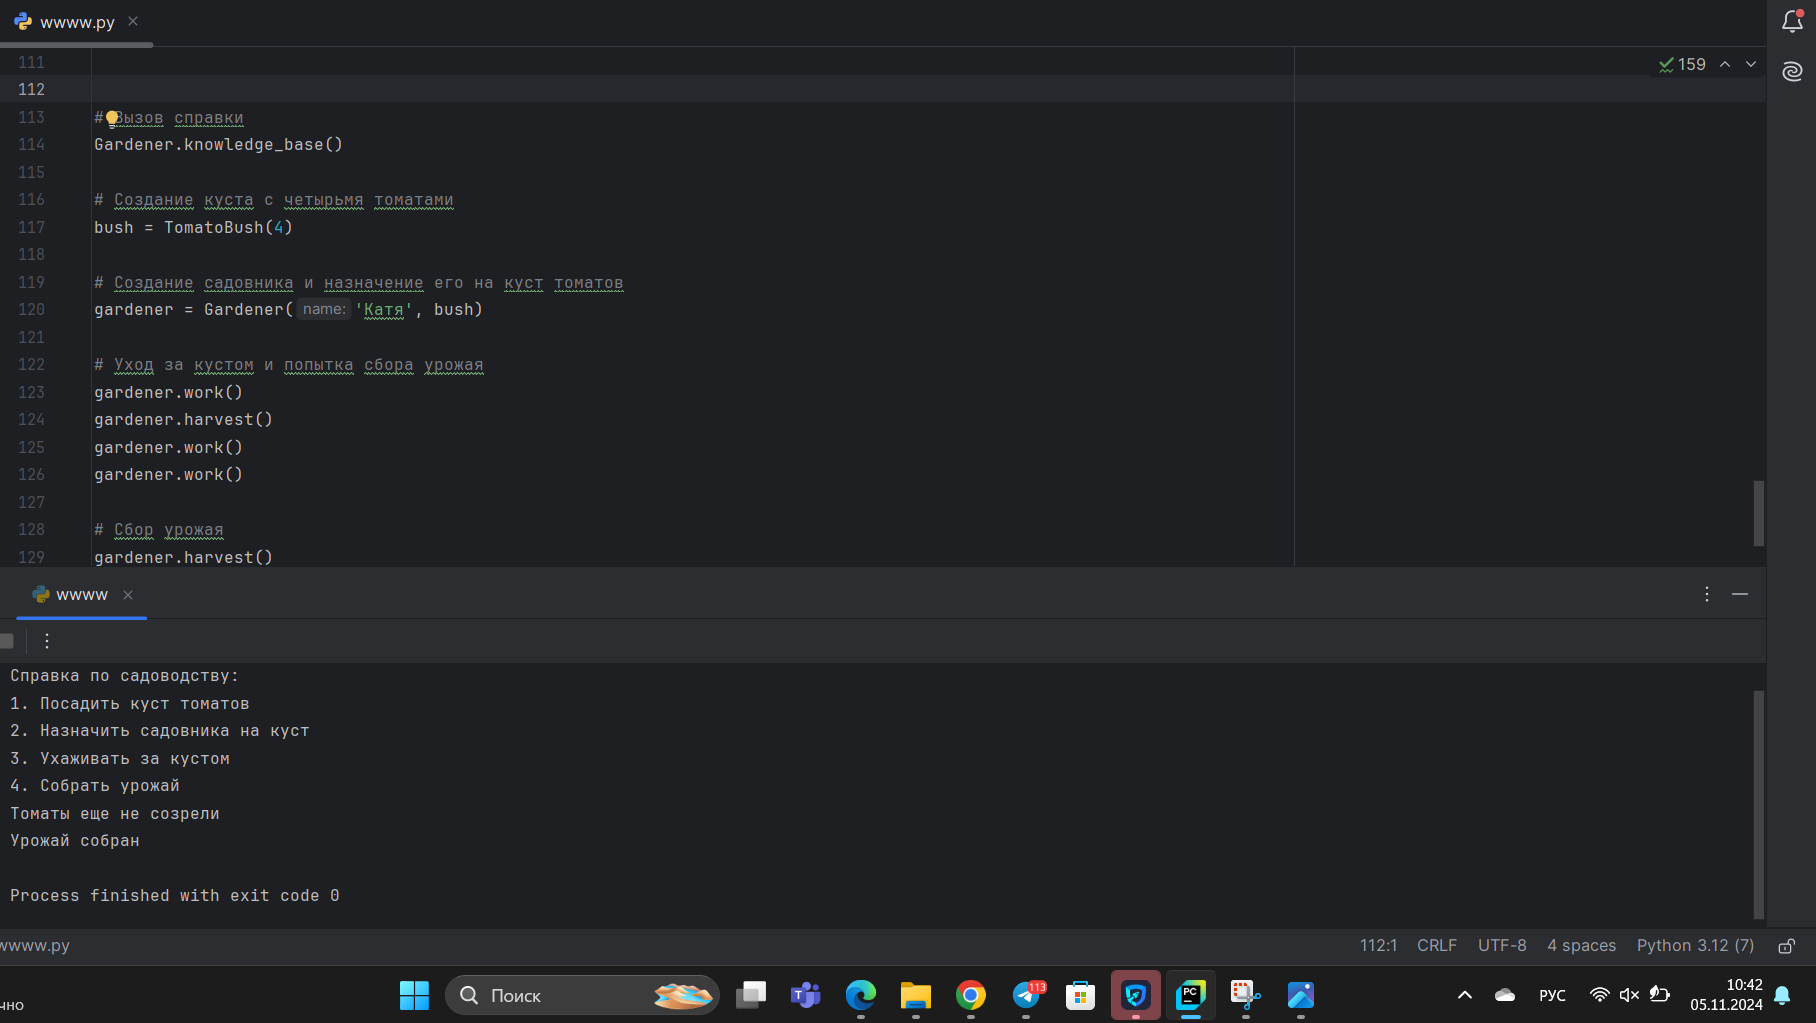 wwww.py
111
159
112
113 # Вызов справки
114 Gardener.knowledge_base()
115
116 # Создание куста с четырьмя томатами
117 bush = TomatoBush(4)
118
119 # Создание садовника и назначение его на куст томатов
120 gardener = Gardener( name: 'Катя', bush)
121
122 # Уход за кустом и попытка сбора урожая
123 gardener.work()
124 gardener.harvest()
125 gardener.work()
126 gardener.work()
127
128 # Сбор урожая
129 gardener.harvest()
wwww
Справка по садоводству:
1. Посадить куст томатов
2. Назначить садовника на куст
3. Ухаживать за кустом
4. Собрать урожай
Томаты еще не созрели
Урожай собран
Process finished with exit code 0
wwww.py 112:1 CRLF UTF-8 4 spaces Python 3.12 (7)
чно
Поиск
T
113
PC
РУС
10:42
05.11.2024